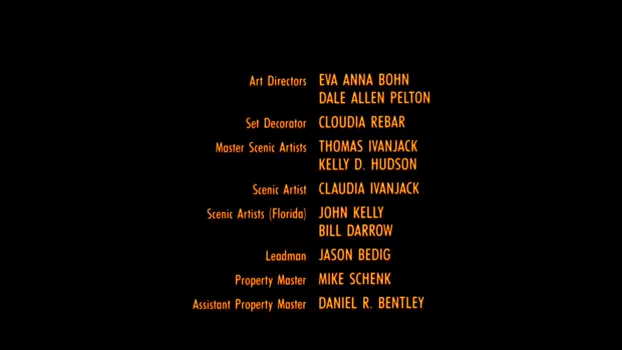 Art Directors EVA ANNA BOHN
DALE ALLEN PELTON
Set Decorator CLOUDIA REBAR
Master Scenic Artists THOMAS IVANJACK
KELLY D. HUDSON
Scenic Artist CLAUDIA IVANJACK
Scenic Artists (Florida) JOHN KELLY
BILL DARROW
Leadman JASON BEDIG
Property Master MIKE SCHENK
Assistant Property Master DANIEL R. BENTLEY